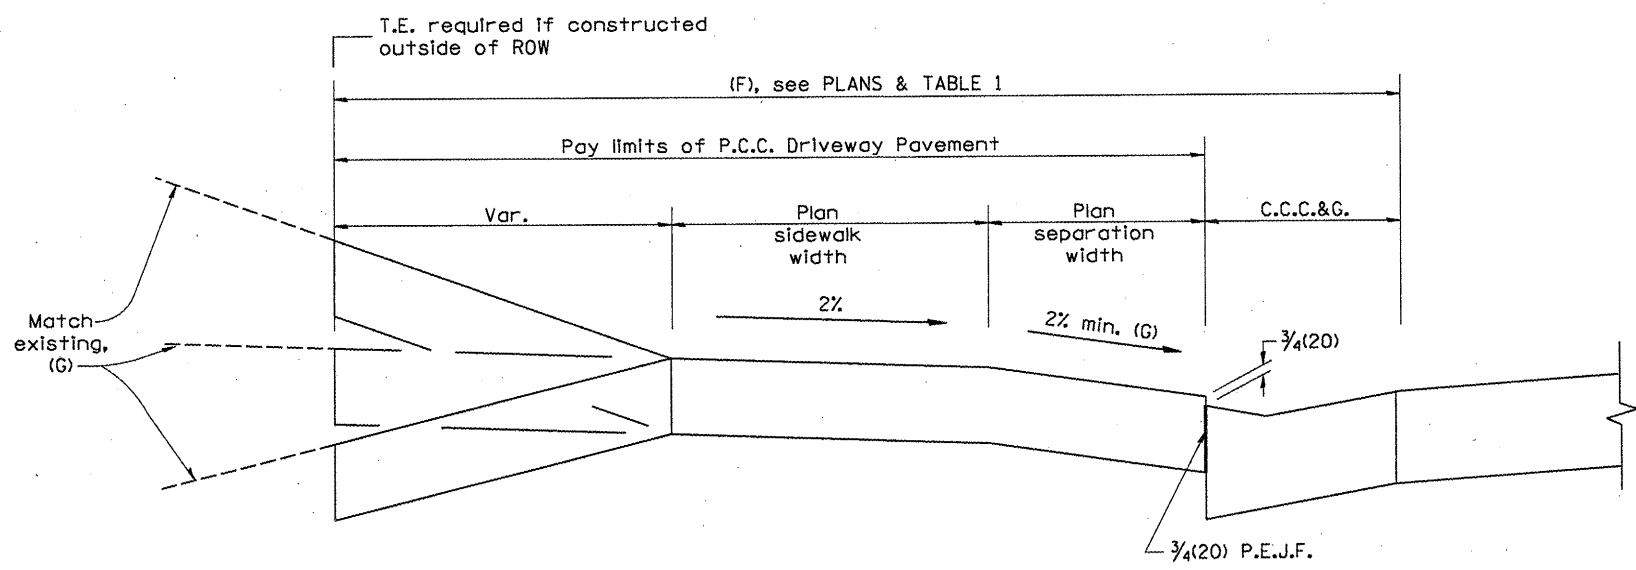 T.E. required if constructed
outside of ROW
(F), see PLANS & TABLE 1
Pay limits of P.C.C. Driveway Pavement
Var.
Plan
sidewalk
width
Plan
separation
width
C.C.C.&G.
2%
2% min. (G)
¾(20)
Match
existing,
(G)
¾(20) P.E.J.F.